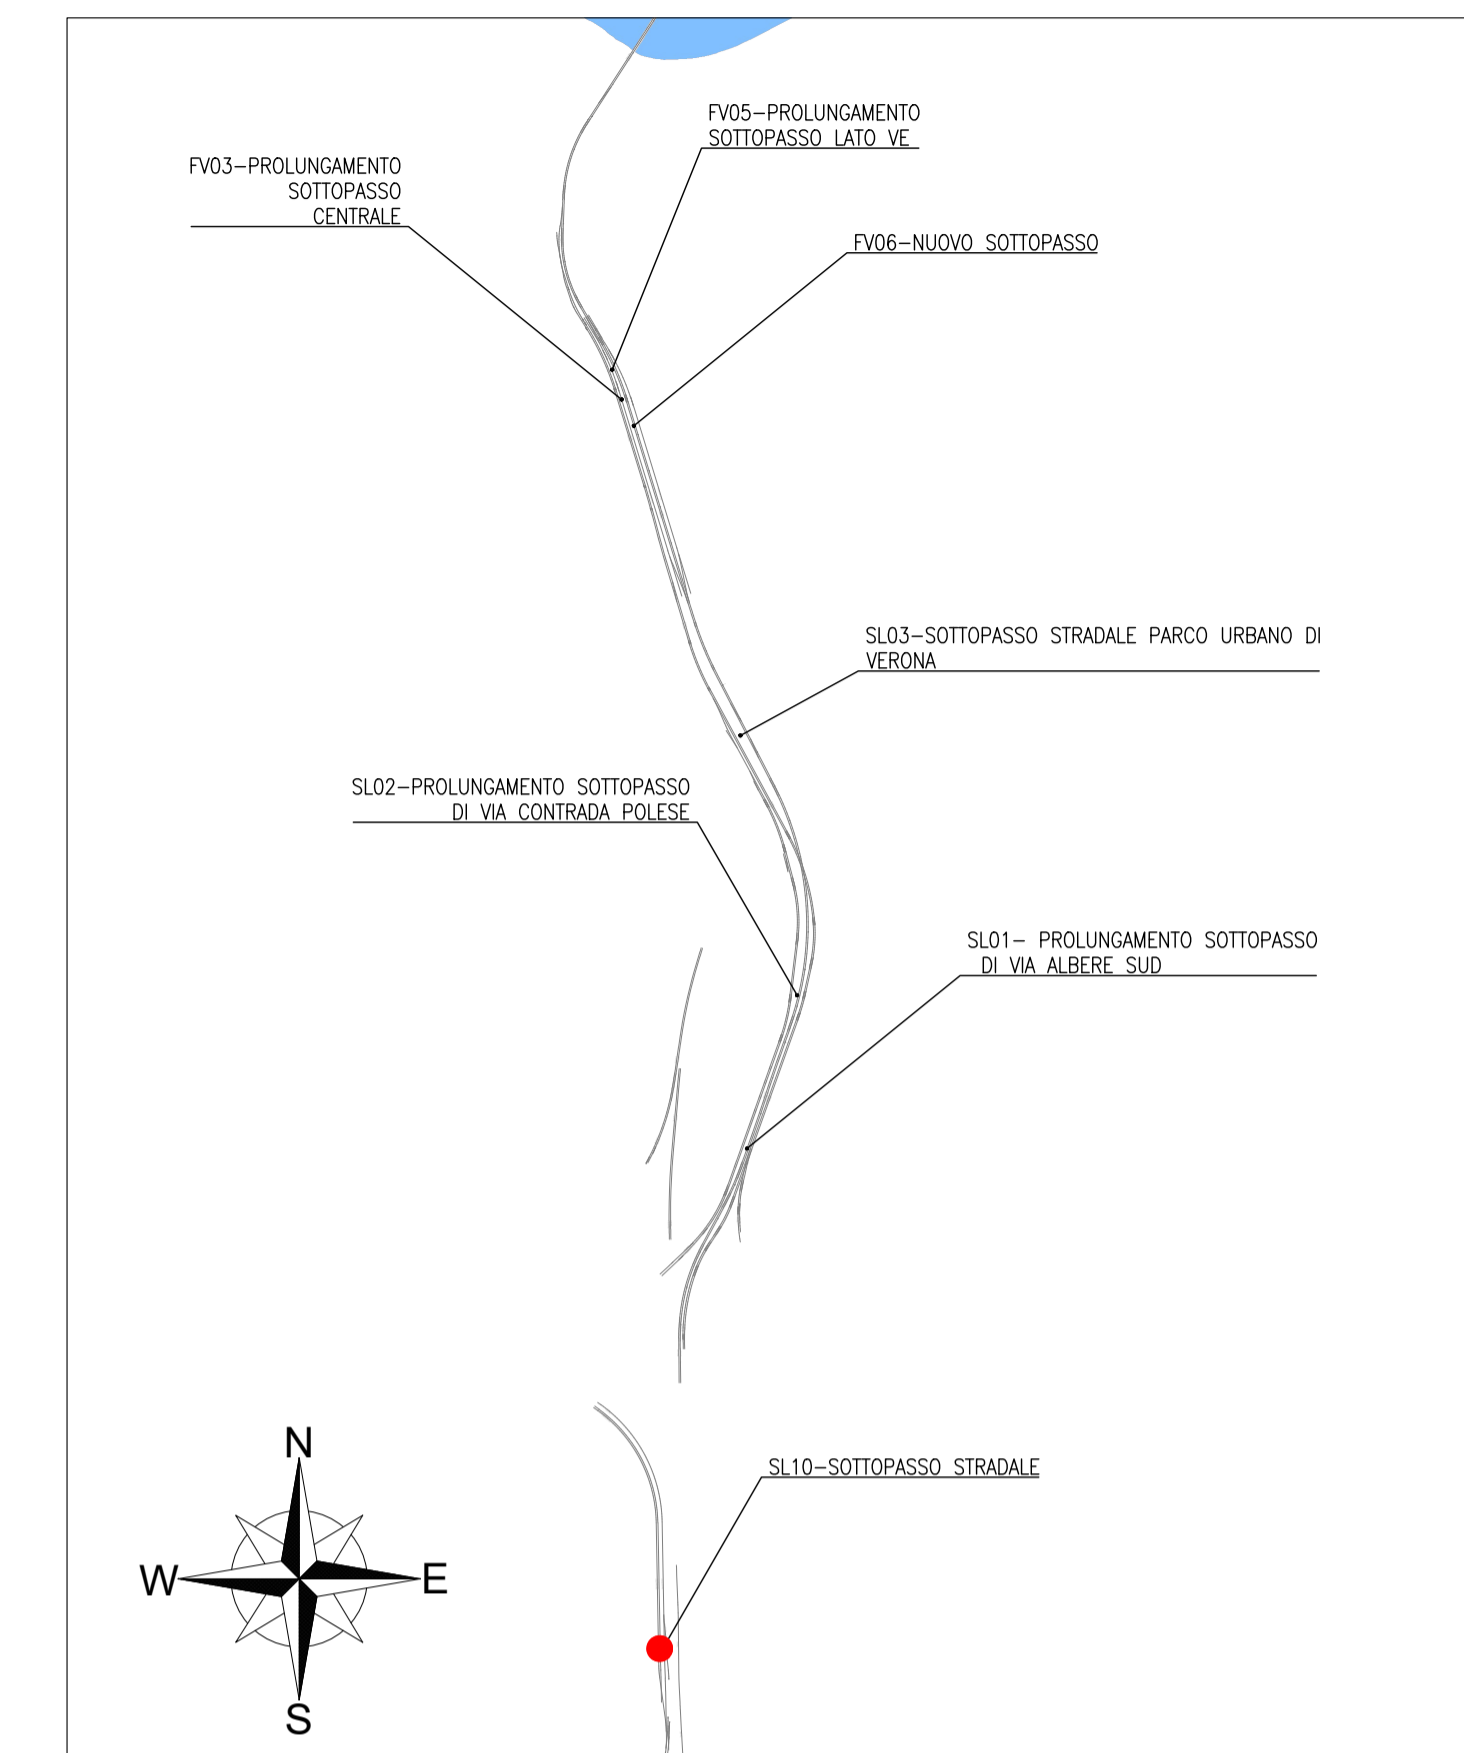 FV05-PROLUNGAMENTO
SOTTOPASSO LATO VE
FV03-PROLUNGAMENTO
SOTTOPASSO
CENTRALE
FV06-NUOVO SOTTOPASSO
SL03-SOTTOPASSO STRADALE PARCO URBANO DI
VERONA
SL02-PROLUNGAMENTO SOTTOPASSO
DI VIA CONTRADA POLESE
SL01- PROLUNGAMENTO SOTTOPASSO
DI VIA ALBERE SUD
SL10-SOTTOPASSO STRADALE
N
W
E
S